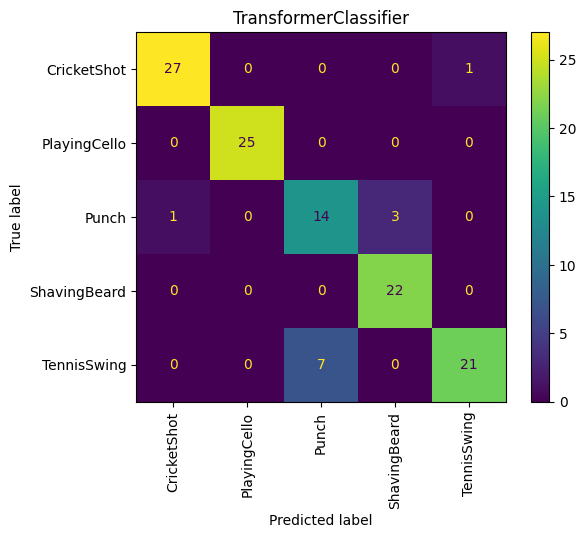 TransformerClassifier
CricketShot 27 0 0 0 1
PlayingCello 0 25 0 0 0
Punch 1 0 14 3 0
ShavingBeard 0 0 0 22 0
TennisSwing 0 0 7 0 21
True label
CricketShot
PlayingCello
Punch
ShavingBeard
TennisSwing
Predicted label
25
20
15
10
5
0